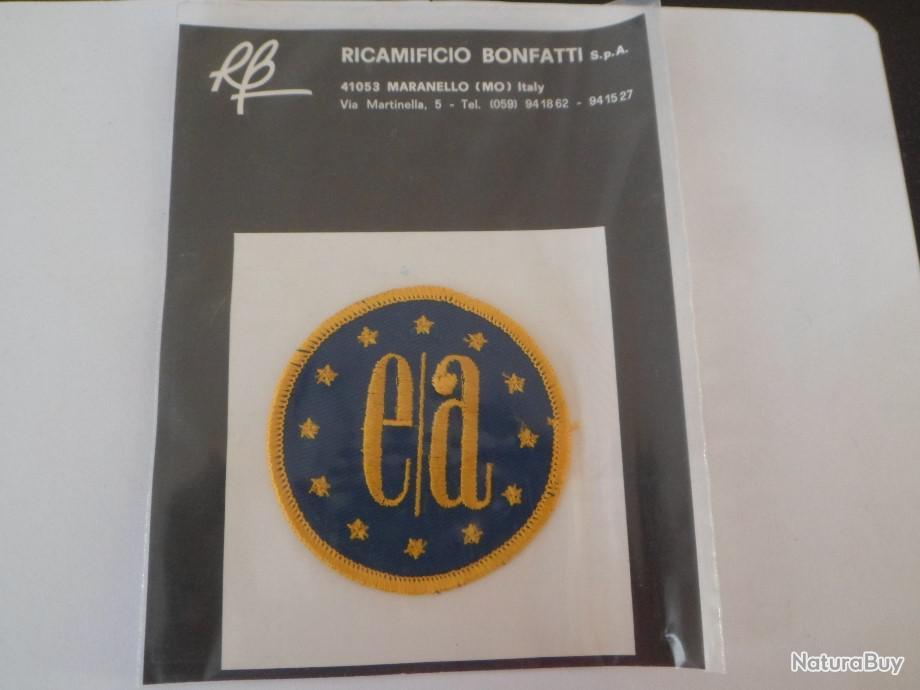 RB
RICAMIFICIO BONFATTI S.p.A.
41053 MARANELLO (MO) Italy
Via Martinella, 5 - Tel. (059) 941862 - 941527
e|a
NaturaBuy